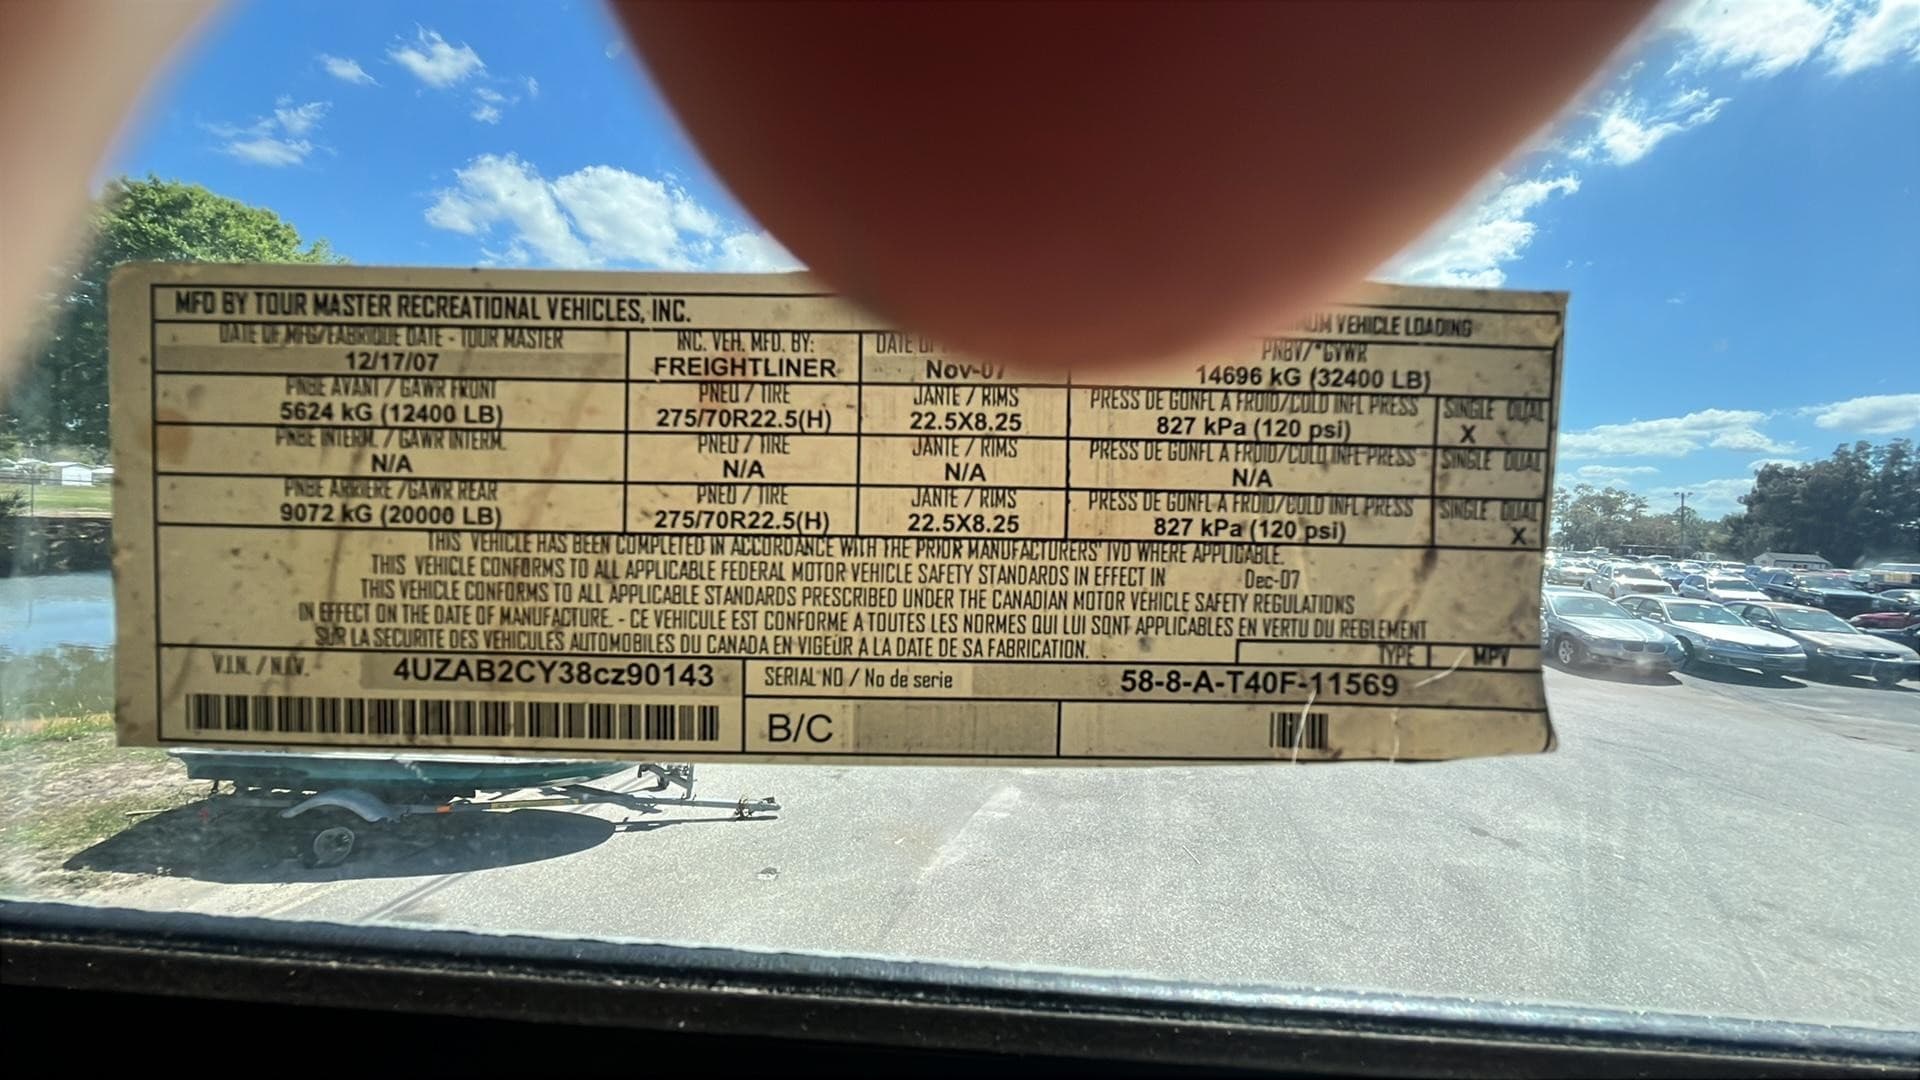 MFD BY TOUR MASTER RECREATIONAL VEHICLES, INC.
VEHICLE LOADING
DATE OF MFG/FABRIQUE DATE - TOUR MASTER
12/17/07
INC. VEH. MFD. BY:
FREIGHTLINER
DATE OF
Nov-07
PNBV/*GVWR
14696 kG (32400 LB)
PNBE AVANT / GAWR FRONT
5624 kG (12400 LB)
PNEU / TIRE
275/70R22.5(H)
JANTE / RIMS
22.5X8.25
PRESS DE GONFL A FROID/COLD INFL PRESS
827 kPa (120 psi)
SINGLE DUAL
X
PNBE INTERM. / GAWR INTERM.
N/A
PNEU / TIRE
N/A
JANTE / RIMS
N/A
PRESS DE GONFL A FROID/COLD INFL PRESS
N/A
SINGLE DUAL
PNBE ARRIERE /GAWR REAR
9072 kG (20000 LB)
PNEU / TIRE
275/70R22.5(H)
JANTE / RIMS
22.5X8.25
PRESS DE GONFL A FROID/COLD INFL PRESS
827 kPa (120 psi)
SINGLE DUAL
X
THIS VEHICLE HAS BEEN COMPLETED IN ACCORDANCE WITH THE PRIOR MANUFACTURERS' IVD WHERE APPLICABLE.
THIS VEHICLE CONFORMS TO ALL APPLICABLE FEDERAL MOTOR VEHICLE SAFETY STANDARDS IN EFFECT IN Dec-07
THIS VEHICLE CONFORMS TO ALL APPLICABLE STANDARDS PRESCRIBED UNDER THE CANADIAN MOTOR VEHICLE SAFETY REGULATIONS
IN EFFECT ON THE DATE OF MANUFACTURE. - CE VEHICULE EST CONFORME A TOUTES LES NORMES QUI LUI SONT APPLICABLES EN VERTU DU REGLEMENT
SUR LA SECURITE DES VEHICULES AUTOMOBILES DU CANADA EN VIGEUR A LA DATE DE SA FABRICATION.
TYPE MPV
V.I.N. / N.I.V. 4UZAB2CY38cz90143
SERIAL NO / No de serie 58-8-A-T40F-11569
B/C